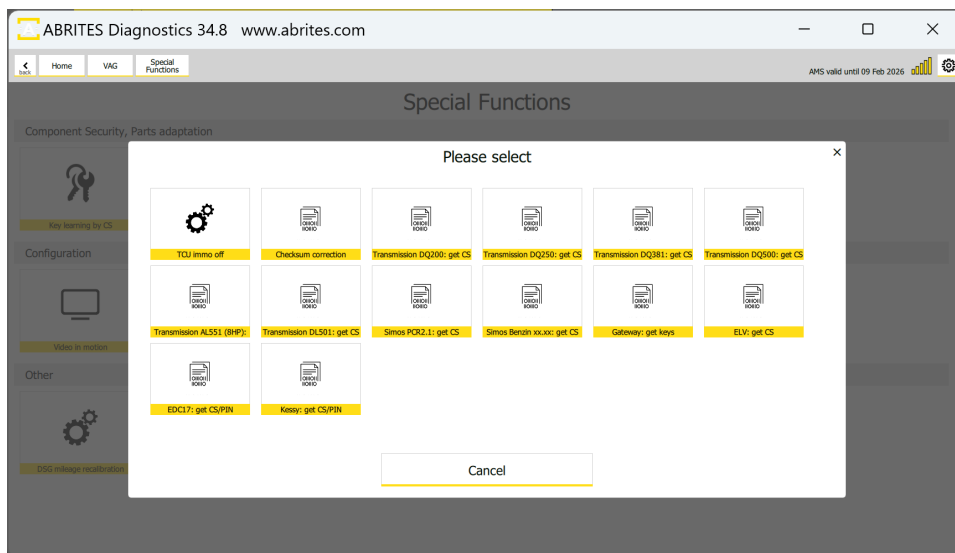 ABRITES Diagnostics 34.8 www.abrites.com
back
Home
VAG
Special
Functions
AMS valid until 09 Feb 2026
Special Functions
Component Security, Parts adaptation
Please select
Key learning by CS
TCU immo off
Checksum correction
Transmission DQ200: get CS
Transmission DQ250: get CS
Transmission DQ381: get CS
Transmission DQ500: get CS
Configuration
Video in motion
Transmission AL551 (8HP):
Transmission DL501: get CS
Simos PCR2.1: get CS
Simos Benzin xx.xx: get CS
Gateway: get keys
ELV: get CS
Other
EDC17: get CS/PIN
Kessy: get CS/PIN
DSG mileage recalibration
Cancel